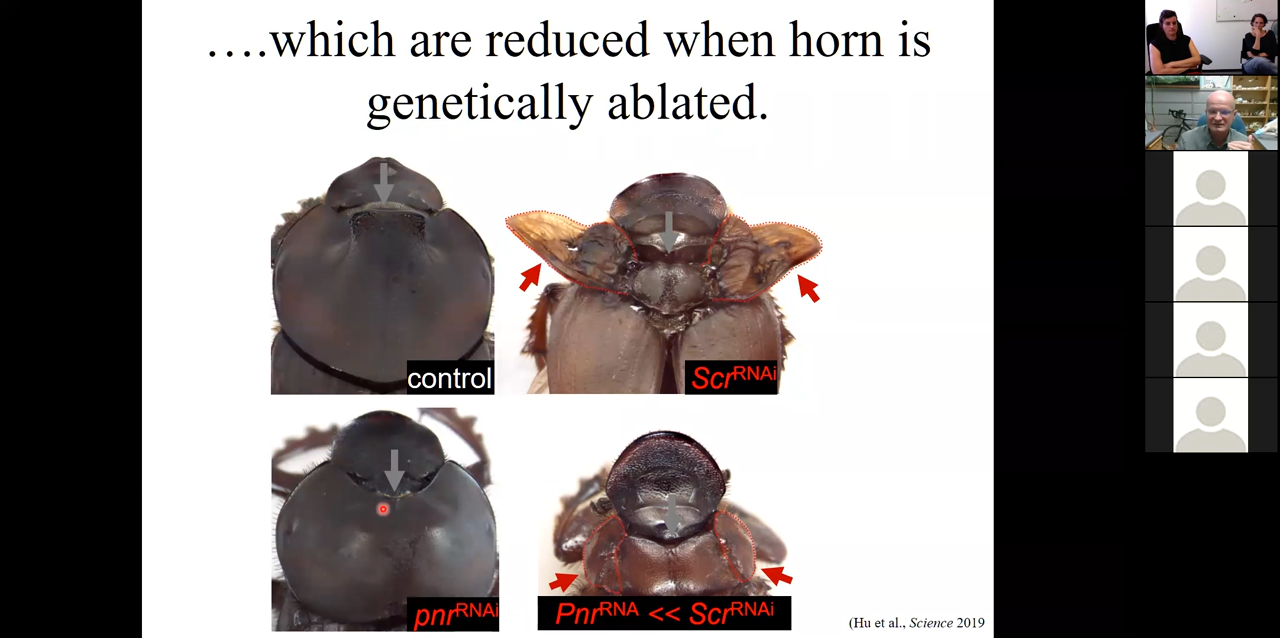 ….which are reduced when horn is
genetically ablated.
control
ScrRNAi
pnrRNAi
PnrRNA << ScrRNAi
(Hu et al., Science 2019